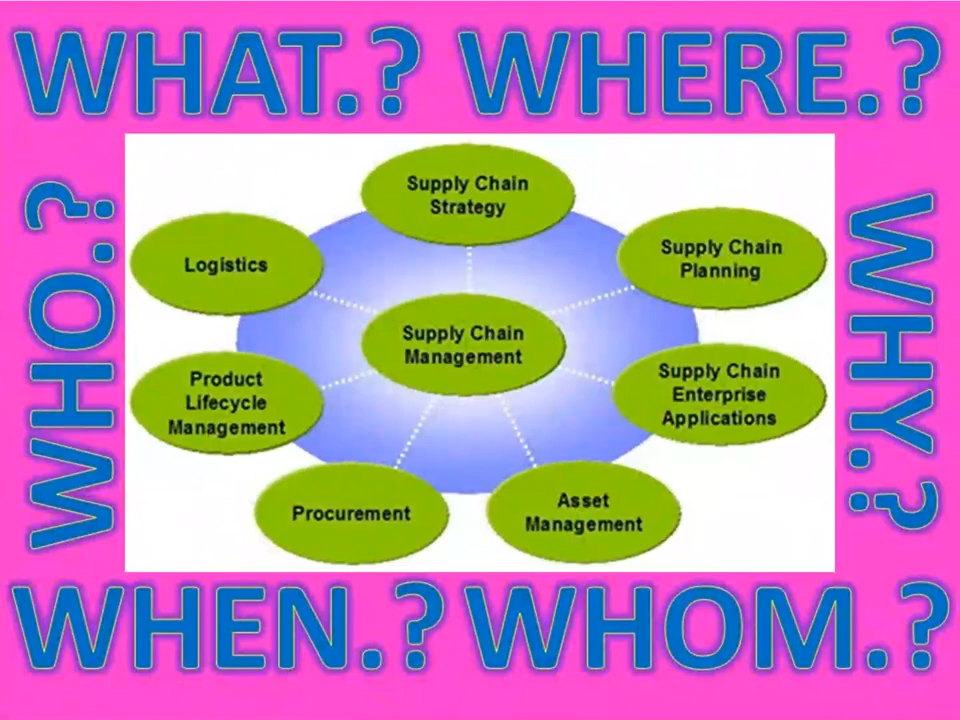 WHAT.? WHERE.?
WHO.?
WHY.?
Supply Chain
Strategy
Logistics
Supply Chain
Planning
Supply Chain
Management
Product
Lifecycle
Management
Supply Chain
Enterprise
Applications
Procurement
Asset
Management
WHEN.? WHOM.?